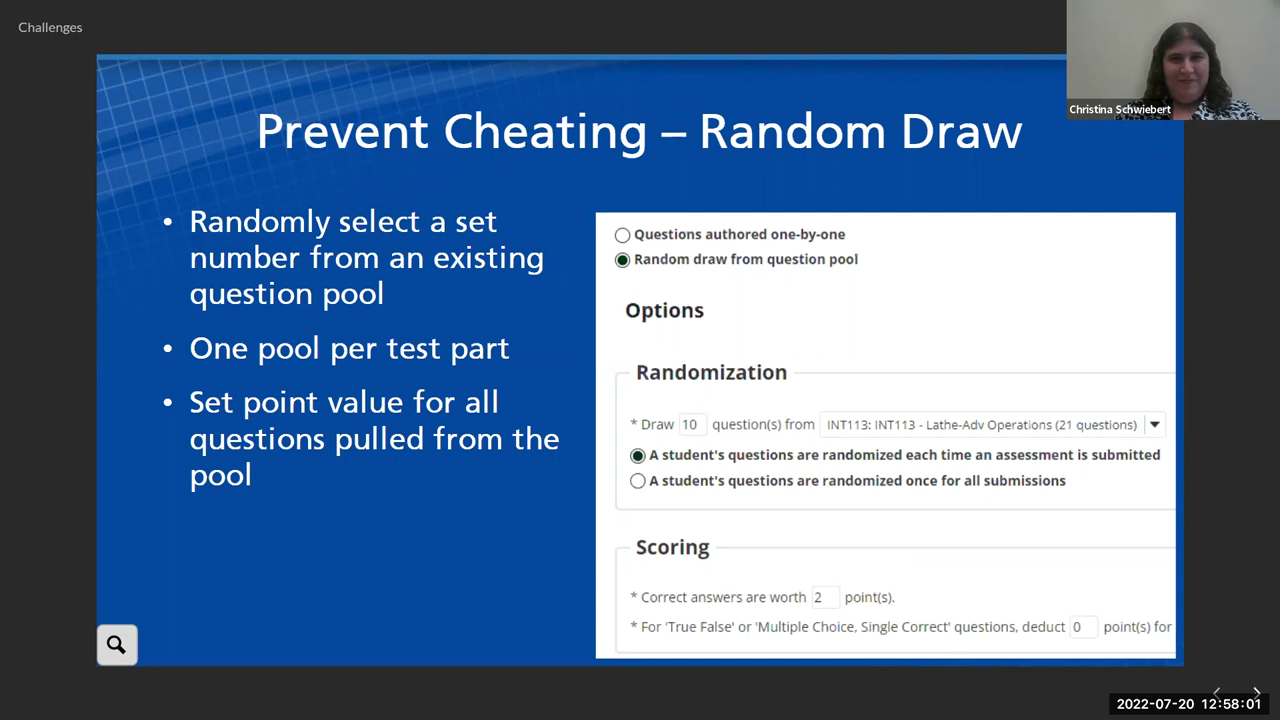 Challenges
Christina Schwiebert
Prevent Cheating – Random Draw
• Randomly select a set
number from an existing
question pool
• One pool per test part
• Set point value for all
questions pulled from the
pool
Questions authored one-by-one
Random draw from question pool
Options
Randomization
* Draw 10 question(s) from INT113: INT113 - Lathe-Adv Operations (21 questions)
A student's questions are randomized each time an assessment is submitted
A student's questions are randomized once for all submissions
Scoring
* Correct answers are worth 2 point(s).
* For 'True False' or 'Multiple Choice, Single Correct' questions, deduct 0 point(s) for
2022-07-20 12:58:01